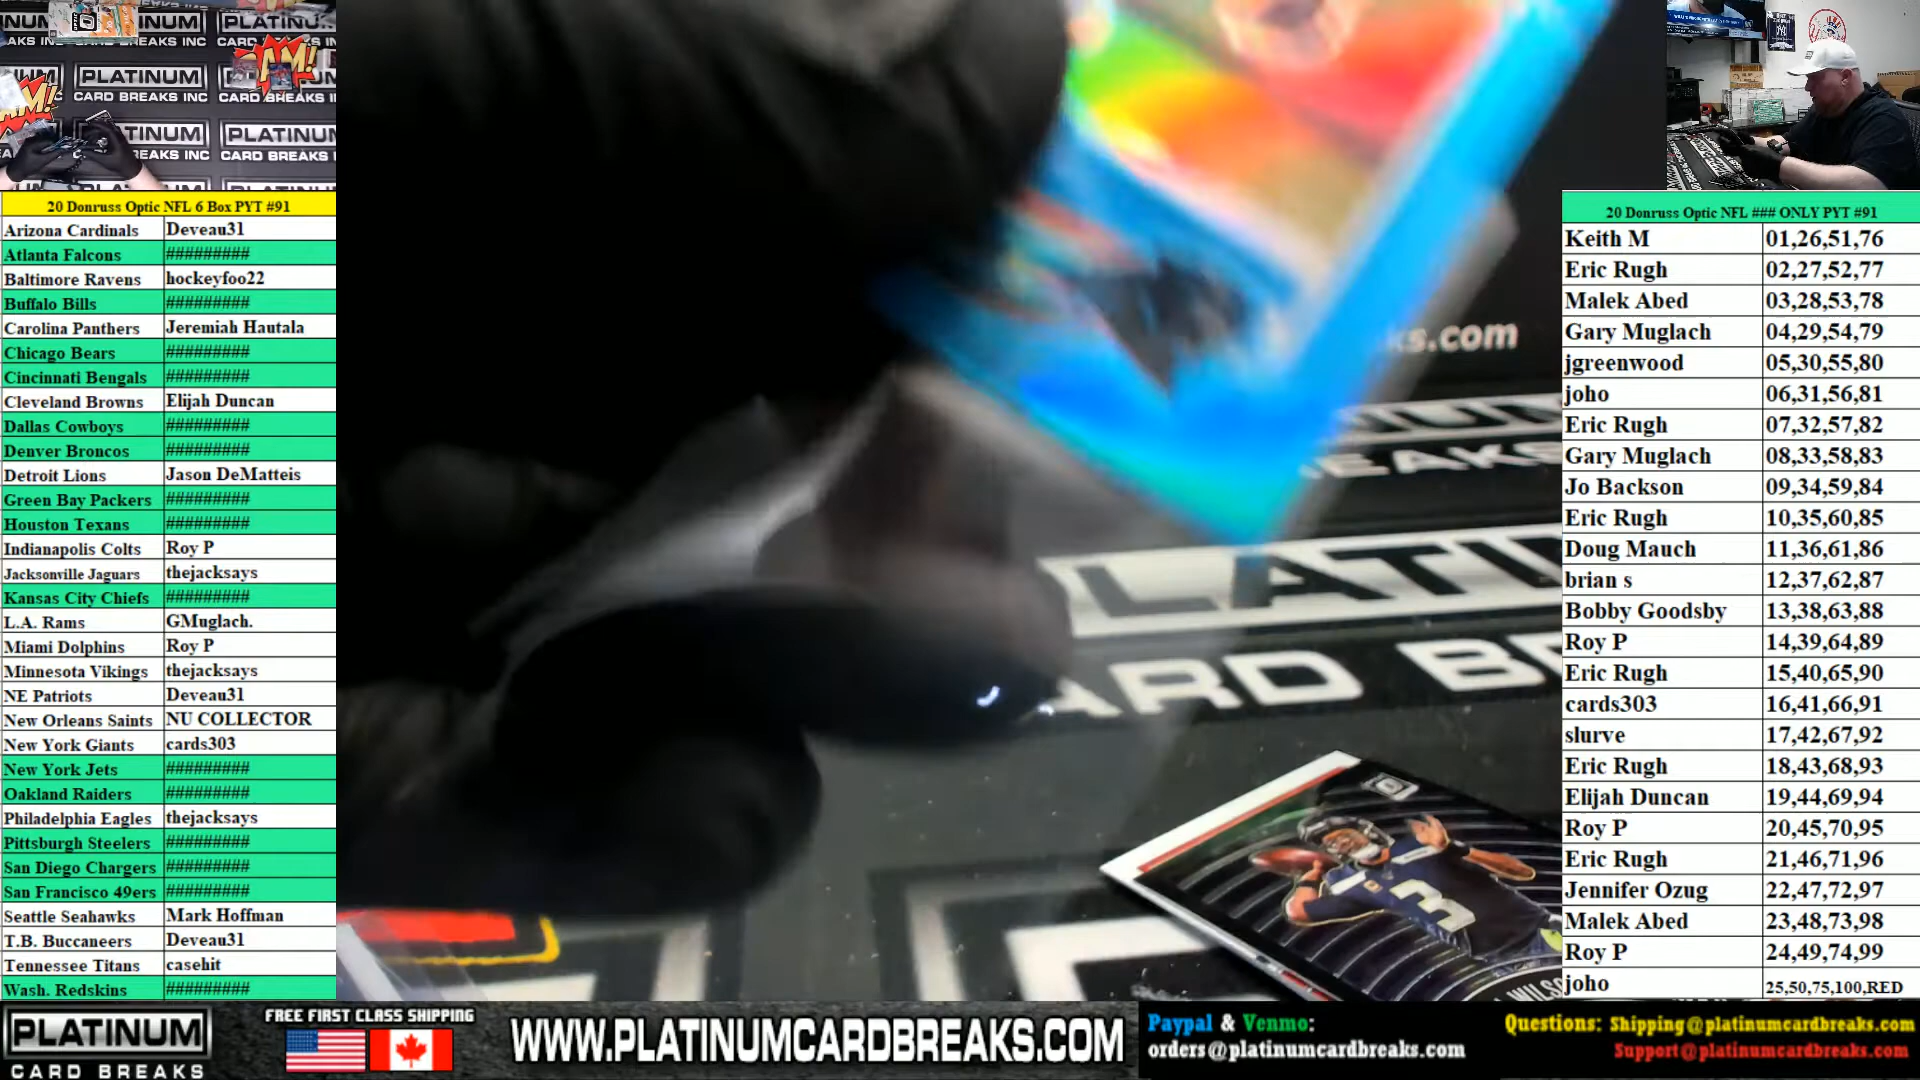 PLATINUM
CARD BREAKS INC
20 Donruss Optic NFL 6 Box PYT #91
Arizona Cardinals Deveau31
Atlanta Falcons #########
Baltimore Ravens hockeyfoo22
Buffalo Bills #########
Carolina Panthers Jeremiah Hautala
Chicago Bears #########
Cincinnati Bengals #########
Cleveland Browns Elijah Duncan
Dallas Cowboys #########
Denver Broncos #########
Detroit Lions Jason DeMatteis
Green Bay Packers #########
Houston Texans #########
Indianapolis Colts Roy P
Jacksonville Jaguars thejacksays
Kansas City Chiefs #########
L.A. Rams GMuglach.
Miami Dolphins Roy P
Minnesota Vikings thejacksays
NE Patriots Deveau31
New Orleans Saints NU COLLECTOR
New York Giants cards303
New York Jets #########
Oakland Raiders #########
Philadelphia Eagles thejacksays
Pittsburgh Steelers #########
San Diego Chargers #########
San Francisco 49ers #########
Seattle Seahawks Mark Hoffman
T.B. Buccaneers Deveau31
Tennessee Titans casehit
Wash. Redskins #########
ks.com
EAKS
LATI
ARD B
3
WILS
20 Donruss Optic NFL ### ONLY PYT #91
Keith M 01,26,51,76
Eric Rugh 02,27,52,77
Malek Abed 03,28,53,78
Gary Muglach 04,29,54,79
jgreenwood 05,30,55,80
joho 06,31,56,81
Eric Rugh 07,32,57,82
Gary Muglach 08,33,58,83
Jo Backson 09,34,59,84
Eric Rugh 10,35,60,85
Doug Mauch 11,36,61,86
brian s 12,37,62,87
Bobby Goodsby 13,38,63,88
Roy P 14,39,64,89
Eric Rugh 15,40,65,90
cards303 16,41,66,91
slurve 17,42,67,92
Eric Rugh 18,43,68,93
Elijah Duncan 19,44,69,94
Roy P 20,45,70,95
Eric Rugh 21,46,71,96
Jennifer Ozug 22,47,72,97
Malek Abed 23,48,73,98
Roy P 24,49,74,99
joho 25,50,75,100,RED
PLATINUM
CARD BREAKS
FREE FIRST CLASS SHIPPING
WWW.PLATINUMCARDBREAKS.COM
Paypal & Venmo:
orders@platinumcardbreaks.com
Questions: Shipping@platinumcardbreaks.com
Support@platinumcardbreaks.com